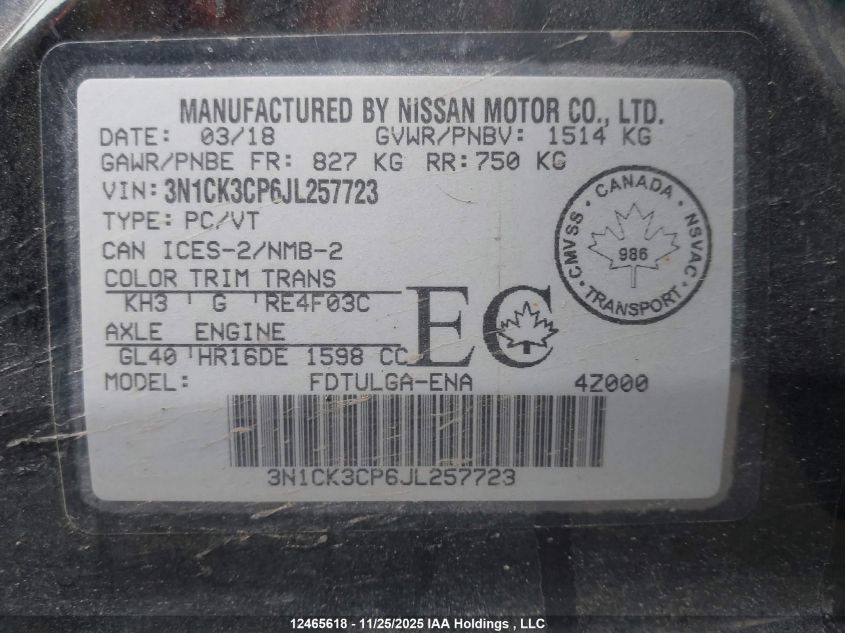 MANUFACTURED BY NISSAN MOTOR CO., LTD.
DATE: 03/18 GVWR/PNBV: 1514 KG
GAWR/PNBE FR: 827 KG RR: 750 KG
VIN: 3N1CK3CP6JL257723
TYPE: PC/VT
CAN ICES-2/NMB-2
COLOR TRIM TRANS
KH3 G RE4F03C
AXLE ENGINE
GL40 HR16DE 1598 CC
EC
CANADA
CMVSS NSVAC
986
TRANSPORT
MODEL: FDTULGA-ENA 4Z000
3N1CK3CP6JL257723
12465618 - 11/25/2025 IAA Holdings , LLC